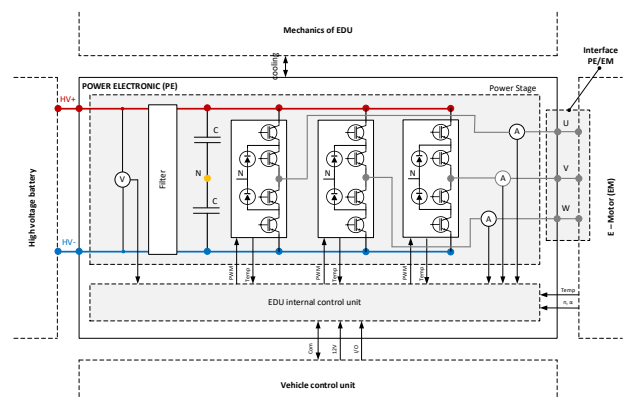 Mechanics of EDU
cooling
Interface
PE/EM
POWER ELECTRONIC (PE)
Power Stage
HV+
HV-
High voltage battery
V
Filter
C
N
C
N
N
N
A
A
A
U
V
W
E – Motor (EM)
PWM
Temp
PWM
Temp
PWM
Temp
EDU internal control unit
Temp
n, α
Com
12V
I/O
Vehicle control unit